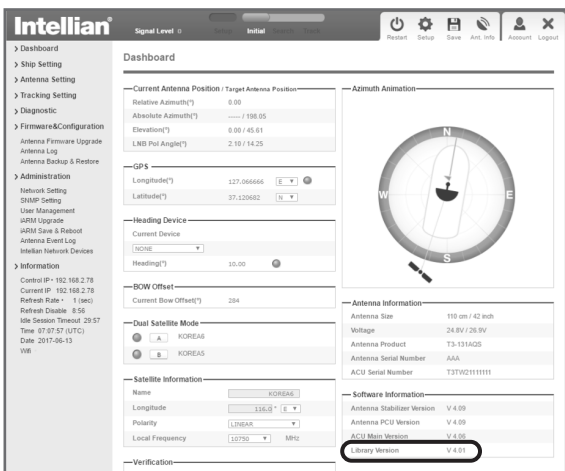 Intellian®
Signal Level 0
Setup Initial Search Track
Restart Setup Save Ant. Info Account Logout
> Dashboard
> Ship Setting
> Antenna Setting
> Tracking Setting
> Diagnostic
> Firmware&Configuration
Antenna Firmware Upgrade
Antenna Log
Antenna Backup & Restore
> Administration
Network Setting
SNMP Setting
User Management
iARM Upgrade
iARM Save & Reboot
Antenna Event Log
Intellian Network Devices
> Information
Control IP • 192.168.2.78
Current IP 192.168.2.78
Refresh Rate • 1 (sec)
Refresh Disable 8:56
Idle Session Timeout 29:57
Time 07:07:57 (UTC)
Date 2017-06-13
Wifi
Dashboard
Current Antenna Position / Target Antenna Position
Relative Azimuth(°) 0.00
Absolute Azimuth(°) ----- / 198.05
Elevation(°) 0.00 / 45.61
LNB Pol Angle(°) 2.10 / 14.25
GPS
Longitude(°) 127.066666 E
Latitude(°) 37.120682 N
Heading Device
Current Device
NONE
Heading(°) 10.00
BOW Offset
Current Bow Offset(°) 284
Dual Satellite Mode
A KOREA6
B KOREA5
Satellite Information
Name KOREA6
Longitude 116.0 ° E
Polarity LINEAR
Local Frequency 10750 MHz
Verification
Azimuth Animation
N
W E
S
Antenna Information
Antenna Size 110 cm / 42 inch
Voltage 24.8V / 26.9V
Antenna Product T3-131AQS
Antenna Serial Number AAA
ACU Serial Number T3TW21111111
Software Information
Antenna Stabilizer Version V 4.09
Antenna PCU Version V 4.09
ACU Main Version V 4.06
Library Version V 4.01